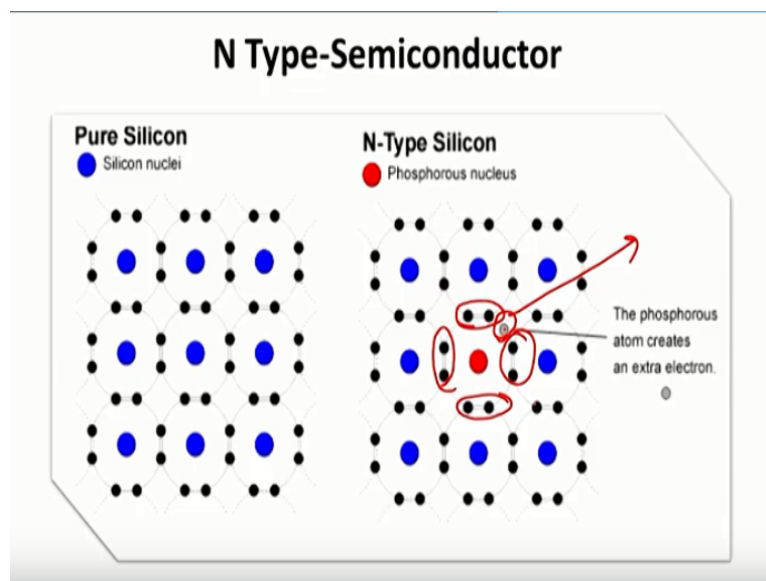 N Type-Semiconductor
Pure Silicon
Silicon nuclei
N-Type Silicon
Phosphorous nucleus
The phosphorous
atom creates
an extra electron.